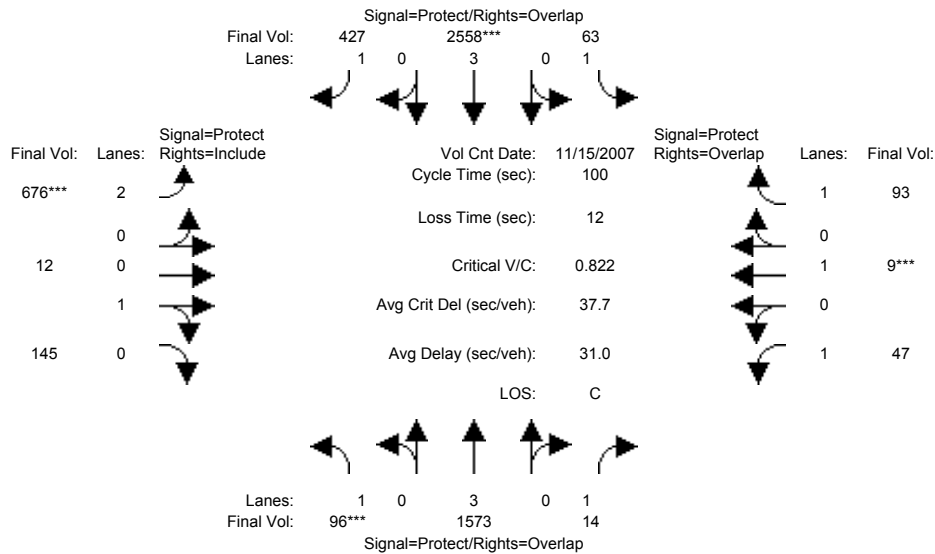 Signal=Protect/Rights=Overlap
Final Vol: 427 2558*** 63
Lanes: 1 0 3 0 1
Signal=Protect Signal=Protect
Final Vol: Lanes: Rights=Include Vol Cnt Date: 11/15/2007 Rights=Overlap Lanes: Final Vol:
Cycle Time (sec): 100
676*** 2 1 93
Loss Time (sec): 12
0 0
12 0 Critical V/C: 0.822 1 9***
1 Avg Crit Del (sec/veh): 37.7 0
145 0 Avg Delay (sec/veh): 31.0 1 47
LOS: C
Lanes: 1 0 3 0 1
Final Vol: 96*** 1573 14
Signal=Protect/Rights=Overlap